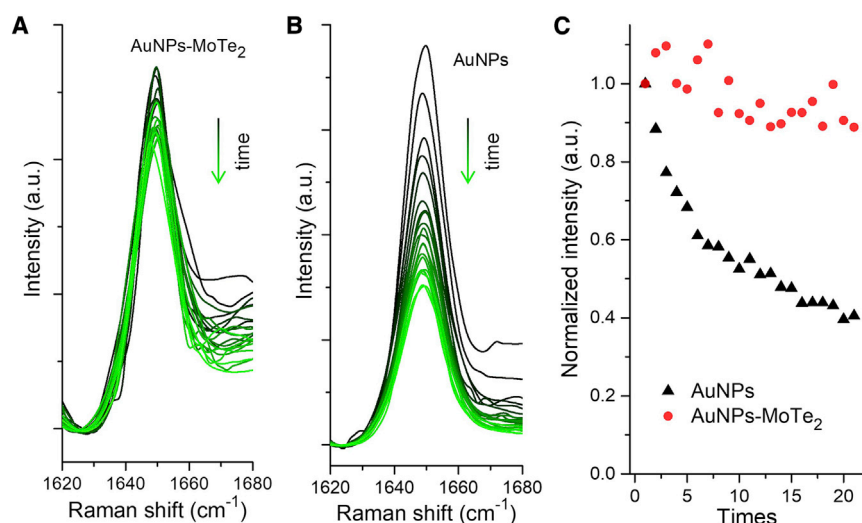 A
AuNPs-MoTe₂
time
Intensity (a.u.)
1620 1640 1660 1680
Raman shift (cm⁻¹)
B
AuNPs
time
Intensity (a.u.)
1620 1640 1660 1680
Raman shift (cm⁻¹)
C
Normalized intensity (a.u.)
1.0
0.8
0.6
0.4
0.2
0.0
AuNPs
AuNPs-MoTe₂
0 5 10 15 20
Times